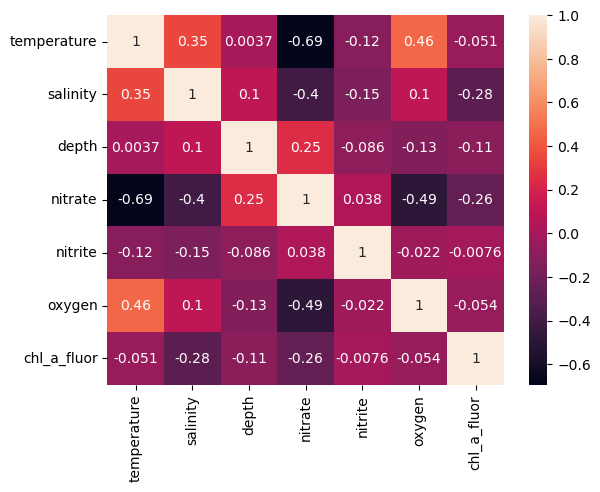 temperature 1 0.35 0.0037 -0.69 -0.12 0.46 -0.051
salinity 0.35 1 0.1 -0.4 -0.15 0.1 -0.28
depth 0.0037 0.1 1 0.25 -0.086 -0.13 -0.11
nitrate -0.69 -0.4 0.25 1 0.038 -0.49 -0.26
nitrite -0.12 -0.15 -0.086 0.038 1 -0.022 -0.0076
oxygen 0.46 0.1 -0.13 -0.49 -0.022 1 -0.054
chl_a_fluor -0.051 -0.28 -0.11 -0.26 -0.0076 -0.054 1
temperature
salinity
depth
nitrate
nitrite
oxygen
chl_a_fluor
1.0
0.8
0.6
0.4
0.2
0.0
−0.2
−0.4
−0.6